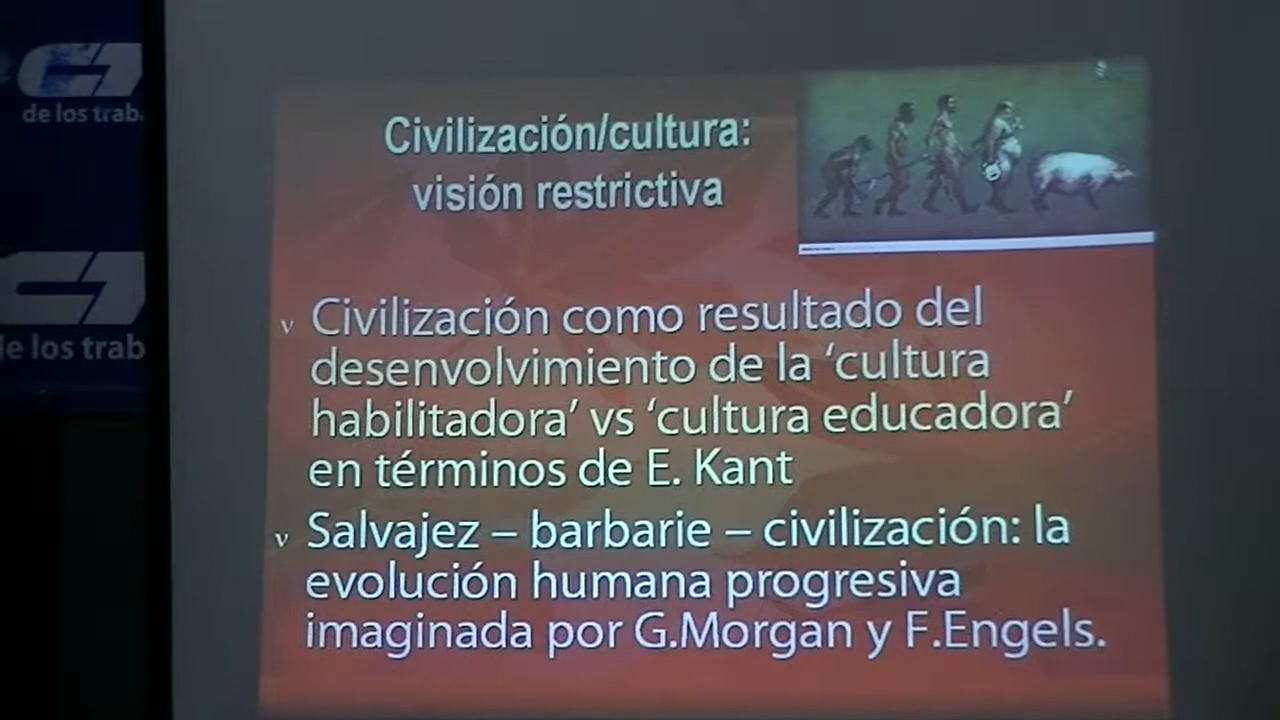 de los trab
de los trab
Civilización/cultura:
visión restrictiva
v Civilización como resultado del
desenvolvimiento de la ‘cultura
habilitadora’ vs ‘cultura educadora’
en términos de E. Kant
v Salvajez – barbarie – civilización: la
evolución humana progresiva
imaginada por G.Morgan y F.Engels.